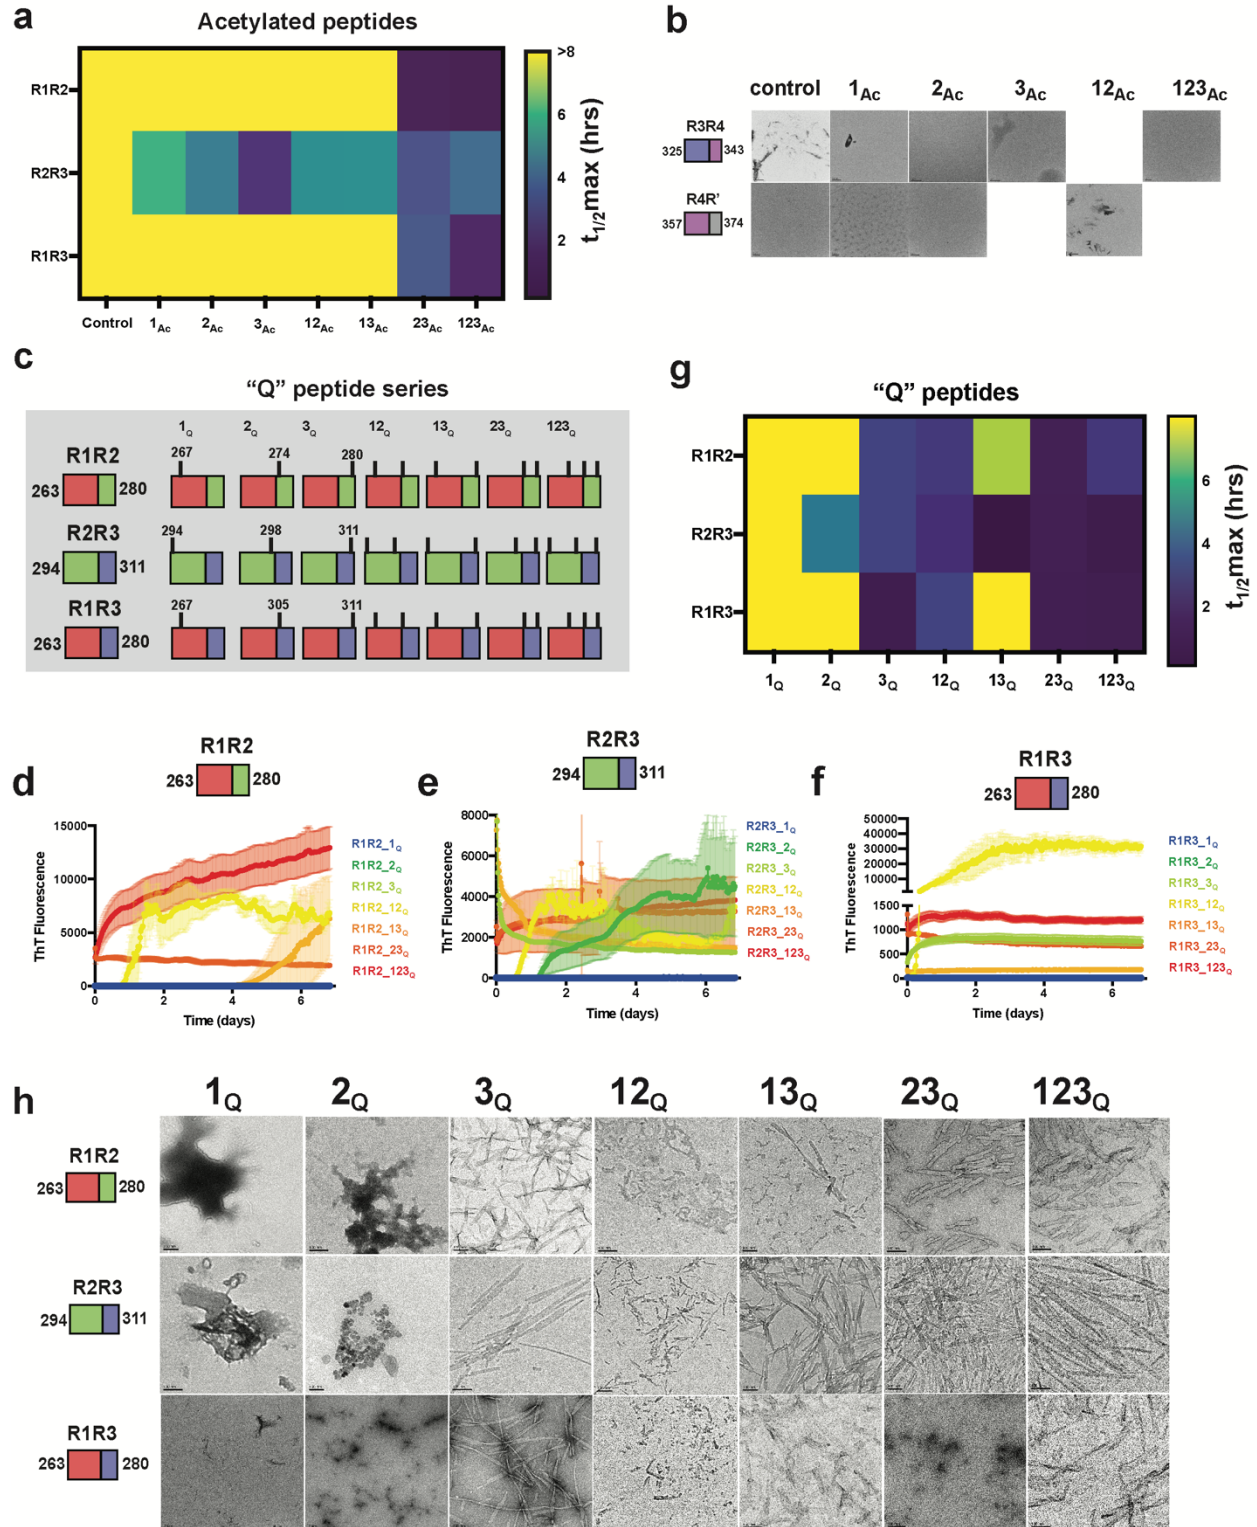 a
Acetylated peptides
R1R2
R2R3
R1R3
Control 1Ac 2Ac 3Ac 12Ac 13Ac 23Ac 123Ac
>8
6
4
2
t1/2max (hrs)
b
control 1Ac 2Ac 3Ac 12Ac 123Ac
R3R4
325 343
R4R'
357 374
c
“Q” peptide series
1Q 2Q 3Q 12Q 13Q 23Q 123Q
R1R2
263 280
267 274 280
R2R3
294 311
294 298 311
R1R3
263 280
267 305 311
g
“Q” peptides
R1R2
R2R3
R1R3
1Q 2Q 3Q 12Q 13Q 23Q 123Q
6
4
2
t1/2max (hrs)
d
R1R2
263 280
15000
10000
5000
0
ThT Fluorescence
0 2 4 6
Time (days)
R1R2_1Q
R1R2_2Q
R1R2_3Q
R1R2_12Q
R1R2_13Q
R1R2_23Q
R1R2_123Q
e
R2R3
294 311
8000
6000
4000
2000
0
ThT Fluorescence
0 2 4 6
Time (days)
R2R3_1Q
R2R3_2Q
R2R3_3Q
R2R3_12Q
R2R3_13Q
R2R3_23Q
R2R3_123Q
f
R1R3
263 280
50000
40000
30000
20000
10000
1500
1000
500
0
ThT Fluorescence
0 2 4 6
Time (days)
R1R3_1Q
R1R3_2Q
R1R3_3Q
R1R3_12Q
R1R3_13Q
R1R3_23Q
R1R3_123Q
h
1Q 2Q 3Q 12Q 13Q 23Q 123Q
R1R2
263 280
R2R3
294 311
R1R3
263 280